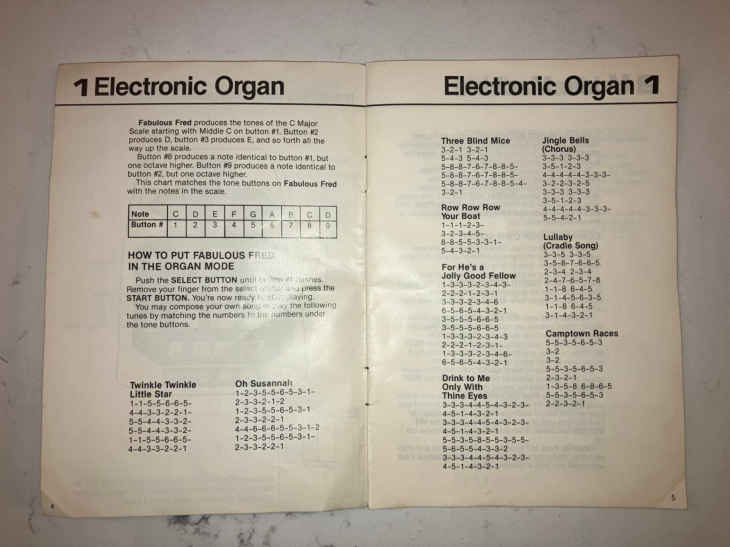 1 Electronic Organ
Fabulous Fred produces the tones of the C Major
Scale starting with Middle C on button #1. Button #2
produces D, button #3 produces E, and so forth all the
way up the scale.
Button #8 produces a note identical to button #1, but
one octave higher. Button #9 produces a note identical to
button #2, but one octave higher.
This chart matches the tone buttons on Fabulous Fred
with the notes in the scale.
Note C D E F G A B C D
Button # 1 2 3 4 5 6 7 8 9
HOW TO PUT FABULOUS FRED
IN THE ORGAN MODE
Push the SELECT BUTTON until
Remove your finger from the select and press the
START BUTTON. You're now ready playing.
You may compose your own song the following
tunes by matching the numbers to the numbers under
the tone buttons.
Twinkle Twinkle
Little Star
1-1-5-5-6-6-5-
4-4-3-3-2-2-1-
5-5-4-4-3-3-2-
5-5-4-4-3-3-2-
1-1-5-5-6-6-5-
4-4-3-3-2-2-1
Oh Susannah
1-2-3-5-5-6-5-3-1-
2-3-3-2-1-2
1-2-3-5-5-6-5-3-1
2-3-3-2-2-1
4-4-6-6-6-5-5-3-1-2
1-2-3-5-5-6-5-3-1-
2-3-3-2-2-1
4
Electronic Organ 1
Three Blind Mice
3-2-1 3-2-1
5-4-3 5-4-3
5-8-8-7-6-7-8-8-5-
5-8-8-7-6-7-8-8-5-
5-8-8-7-6-7-8-8-5-4-
3-2-1
Row Row Row
Your Boat
1-1-1-2-3-
3-2-3-4-5-
8-8-5-5-3-3-1-
5-4-3-2-1
For He's a
Jolly Good Fellow
1-3-3-3-2-3-4-3-
2-2-2-1-2-3-1
3-3-3-2-3-4-6
6-5-6-5-4-3-2-1
3-5-5-5-6-6-5
3-5-5-5-6-6-5
1-3-3-3-2-3-4-3
2-2-2-1-2-3-1-
1-3-3-3-2-3-4-6-
6-5-6-5-4-3-2-1
Drink to Me
Only With
Thine Eyes
3-3-3-4-4-5-4-3-2-3-
4-5-1-4-3-2-1
3-3-3-4-4-5-4-3-2-3-
4-5-1-4-3-2-1
5-5-3-5-8-5-5-3-5-5-
5-6-5-5-4-3-3-2
3-3-3-4-4-5-4-3-2-3-
4-5-1-4-3-2-1
Jingle Bells
(Chorus)
3-3-3 3-3-3
3-5-1-2-3
4-4-4-4-4-3-3-3-
3-2-2-3-2-5
3-3-3 3-3-3
3-5-1-2-3
4-4-4-4-4-3-3-3-
5-5-4-2-1
Lullaby
(Cradle Song)
3-3-5 3-3-5
3-5-8-7-6-6-5
2-3-4 2-3-4
2-4-7-6-5-7-8
1-1-8 6-4-5
3-1-4-5-6-3-5
1-1-8 6-4-5
3-1-4-3-2-1
Camptown Races
5-5-3-5-6-5-3
3-2
3-2
5-5-3-5-6-5-3
2-3-2-1
1-3-5-8 6-8-6-5
5-5-3-5-6-5-3
2-2-3-2-1
5